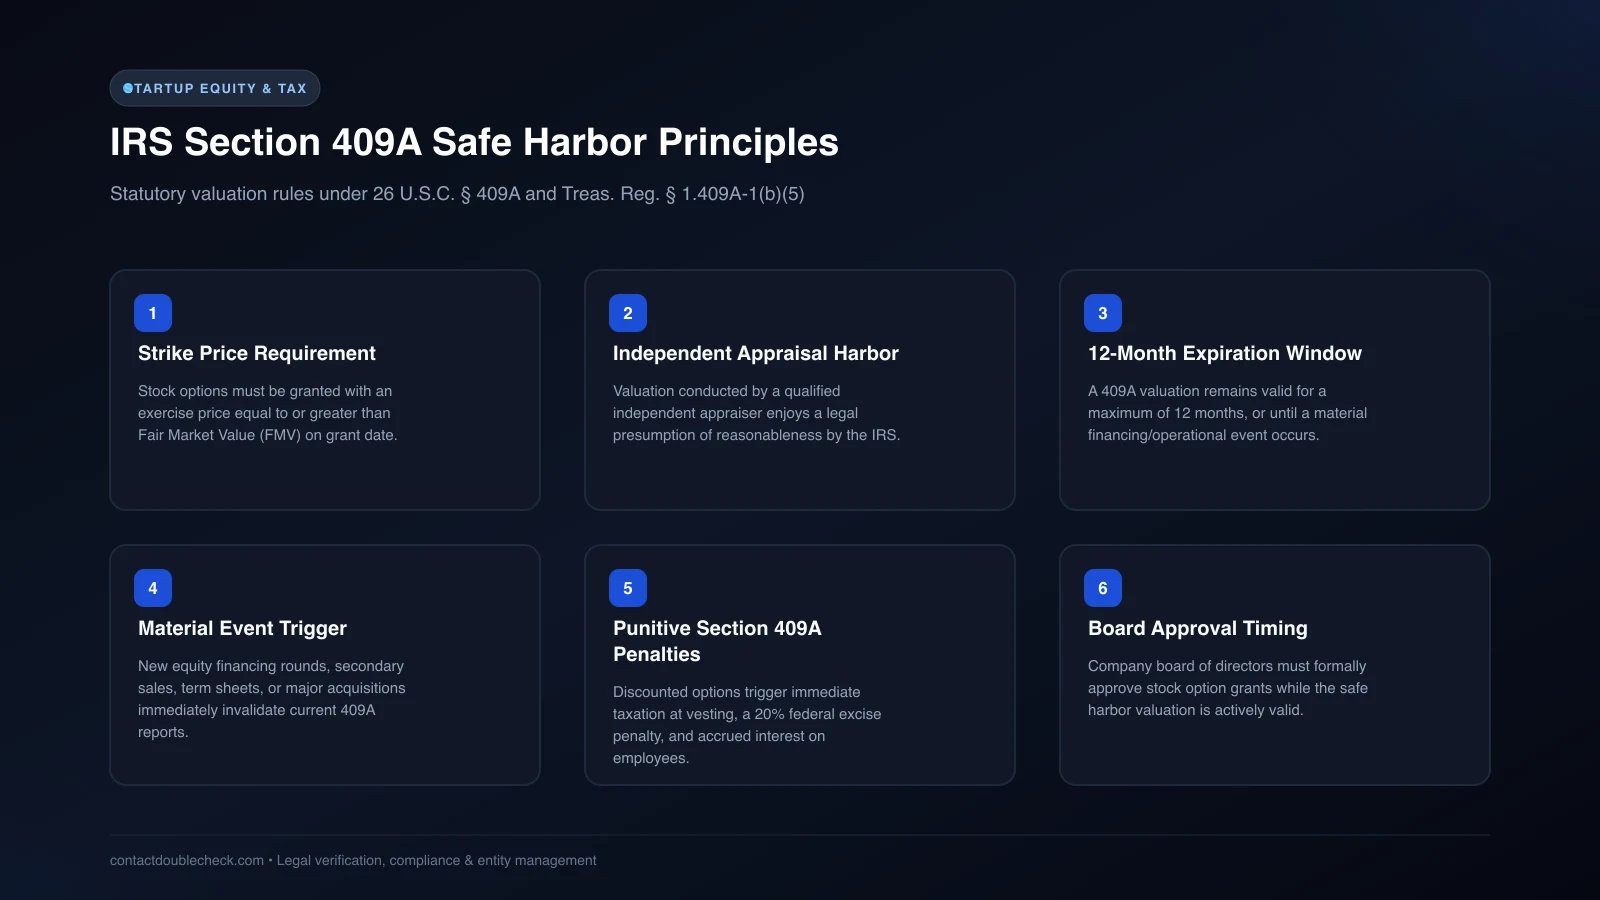 STARTUP EQUITY & TAX
IRS Section 409A Safe Harbor Principles
Statutory valuation rules under 26 U.S.C. § 409A and Treas. Reg. § 1.409A-1(b)(5)
1
Strike Price Requirement
Stock options must be granted with an
exercise price equal to or greater than
Fair Market Value (FMV) on grant date.
2
Independent Appraisal Harbor
Valuation conducted by a qualified
independent appraiser enjoys a legal
presumption of reasonableness by the IRS.
3
12-Month Expiration Window
A 409A valuation remains valid for a
maximum of 12 months, or until a material
financing/operational event occurs.
4
Material Event Trigger
New equity financing rounds, secondary
sales, term sheets, or major acquisitions
immediately invalidate current 409A
reports.
5
Punitive Section 409A
Penalties
Discounted options trigger immediate
taxation at vesting, a 20% federal excise
penalty, and accrued interest on
employees.
6
Board Approval Timing
Company board of directors must formally
approve stock option grants while the safe
harbor valuation is actively valid.
contactdoublecheck.com • Legal verification, compliance & entity management